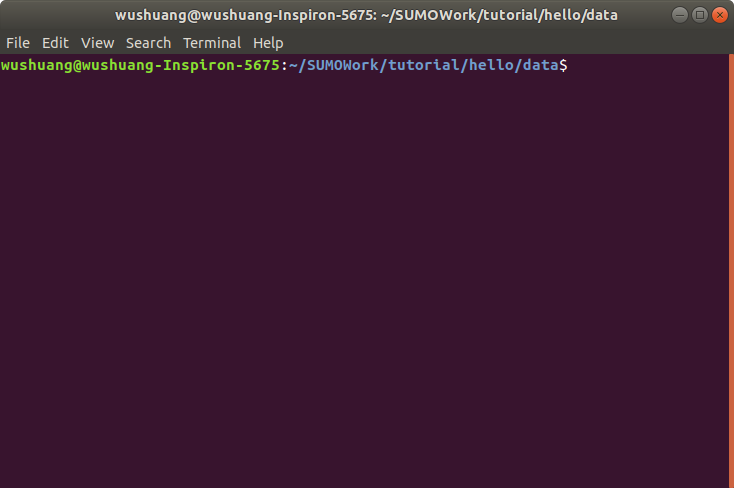 wushuang@wushuang-Inspiron-5675: ~/SUMOWork/tutorial/hello/data
File Edit View Search Terminal Help
wushuang@wushuang-Inspiron-5675:~/SUMOWork/tutorial/hello/data$